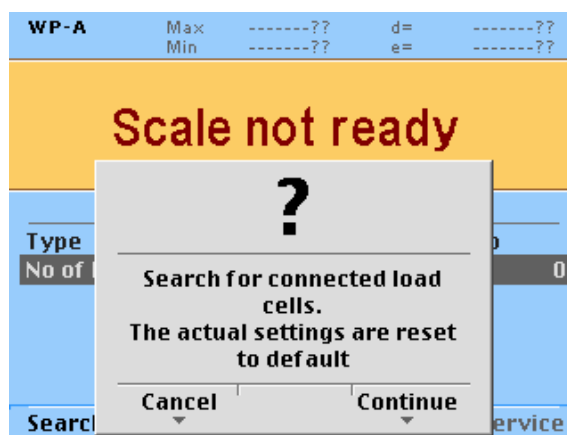 WP-A Max -------?? d= -------??
Min -------?? e= -------??
Scale not ready
?
Type
No of 0
Search for connected load
cells.
The actual settings are reset
to default
Cancel Continue
Search ervice